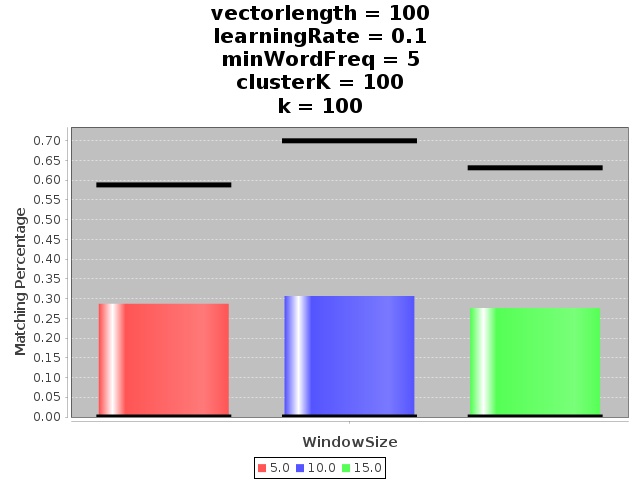 vectorlength = 100
learningRate = 0.1
minWordFreq = 5
clusterK = 100
k = 100
Matching Percentage
0.70
0.65
0.60
0.55
0.50
0.45
0.40
0.35
0.30
0.25
0.20
0.15
0.10
0.05
0.00
WindowSize
5.0 10.0 15.0